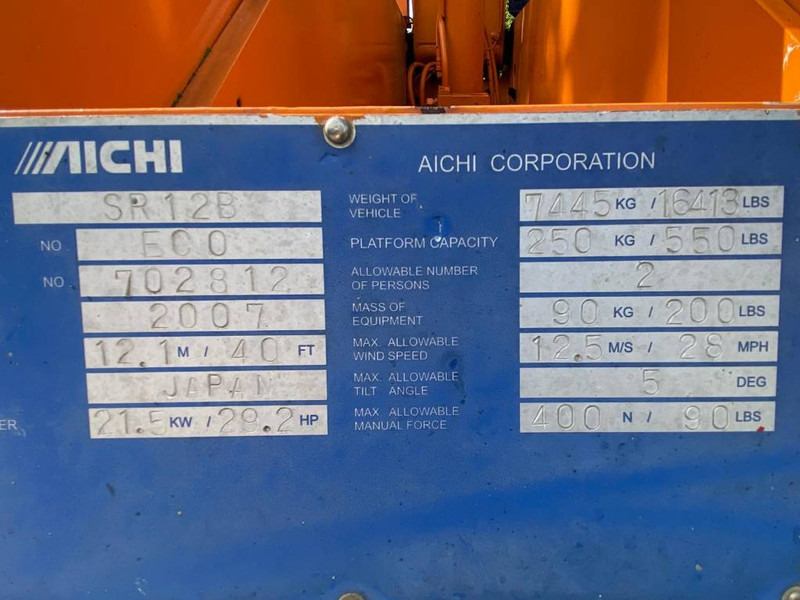 AICHI
AICHI CORPORATION
SR12B
WEIGHT OF VEHICLE 7445 KG / 16413 LBS
NO ECO
PLATFORM CAPACITY 250 KG / 550 LBS
NO 702812
ALLOWABLE NUMBER OF PERSONS 2
2007
MASS OF EQUIPMENT 90 KG / 200 LBS
12.1 M / 40 FT
MAX. ALLOWABLE WIND SPEED 12.5 M/S / 28 MPH
JAPAN
MAX. ALLOWABLE TILT ANGLE 5 DEG
ER 21.5 KW / 29.2 HP
MAX. ALLOWABLE MANUAL FORCE 400 N / 90 LBS